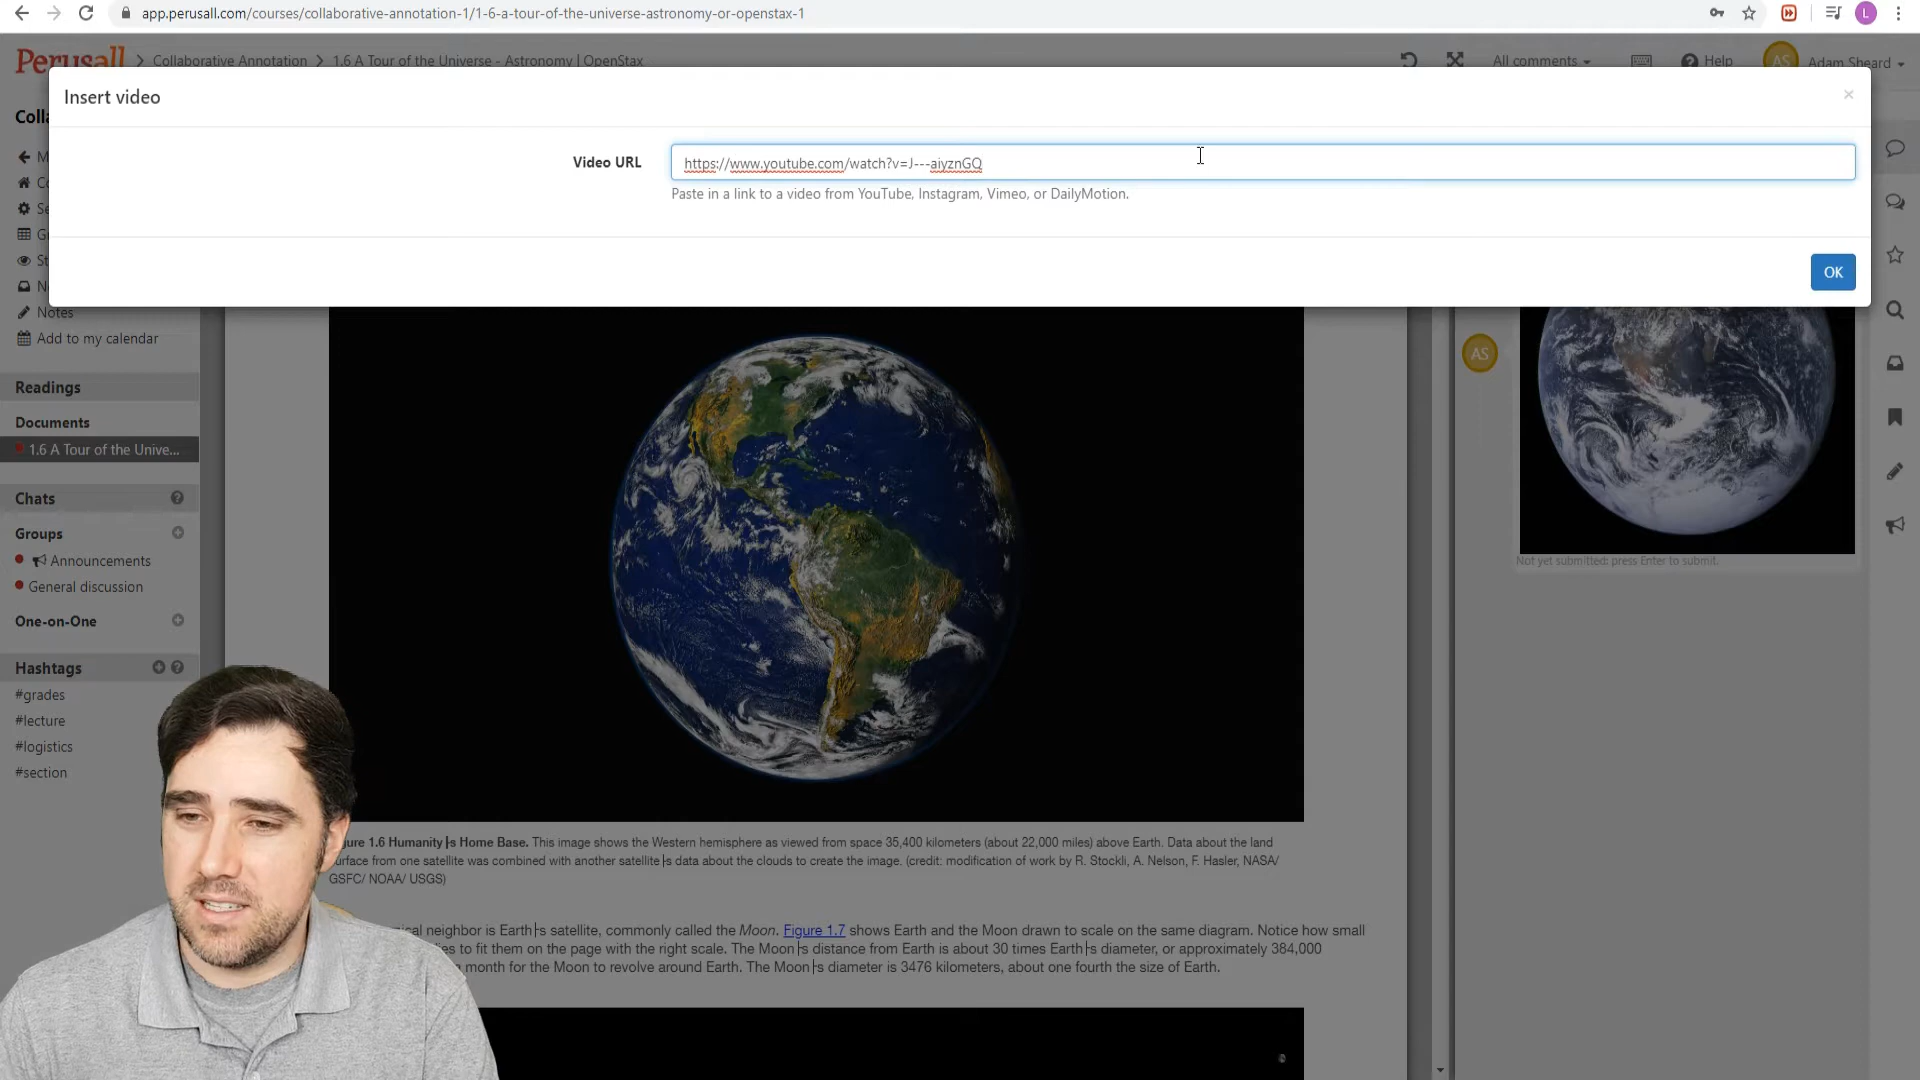 app.perusall.com/courses/collaborative-annotation-1/1-6-a-tour-of-the-universe-astronomy-or-openstax-1
L
Perusall > Collaborative Annotation > 1.6 A Tour of the Universe - Astronomy | OpenStax
All comments
Help
AS
Adam Sheard
Insert video
×
Video URL
https://www.youtube.com/watch?v=J---aiyznGQ
Paste in a link to a video from YouTube, Instagram, Vimeo, or DailyMotion.
OK
Colla
M
Co
Se
Gr
St
No
Notes
Add to my calendar
Readings
Documents
1.6 A Tour of the Unive...
Chats
Groups
Announcements
General discussion
One-on-One
Hashtags
#grades
#lecture
#logistics
#section
AS
Not yet submitted: press Enter to submit.
gure 1.6 Humanity|s Home Base. This image shows the Western hemisphere as viewed from space 35,400 kilometers (about 22,000 miles) above Earth. Data about the land
urface from one satellite was combined with another satellite|s data about the clouds to create the image. (credit: modification of work by R. Stockli, A. Nelson, F. Hasler, NASA/
GSFC/ NOAA/ USGS)
ical neighbor is Earth|s satellite, commonly called the Moon. Figure 1.7 shows Earth and the Moon drawn to scale on the same diagram. Notice how small
ies to fit them on the page with the right scale. The Moon|s distance from Earth is about 30 times Earth|s diameter, or approximately 384,000
month for the Moon to revolve around Earth. The Moon|s diameter is 3476 kilometers, about one fourth the size of Earth.